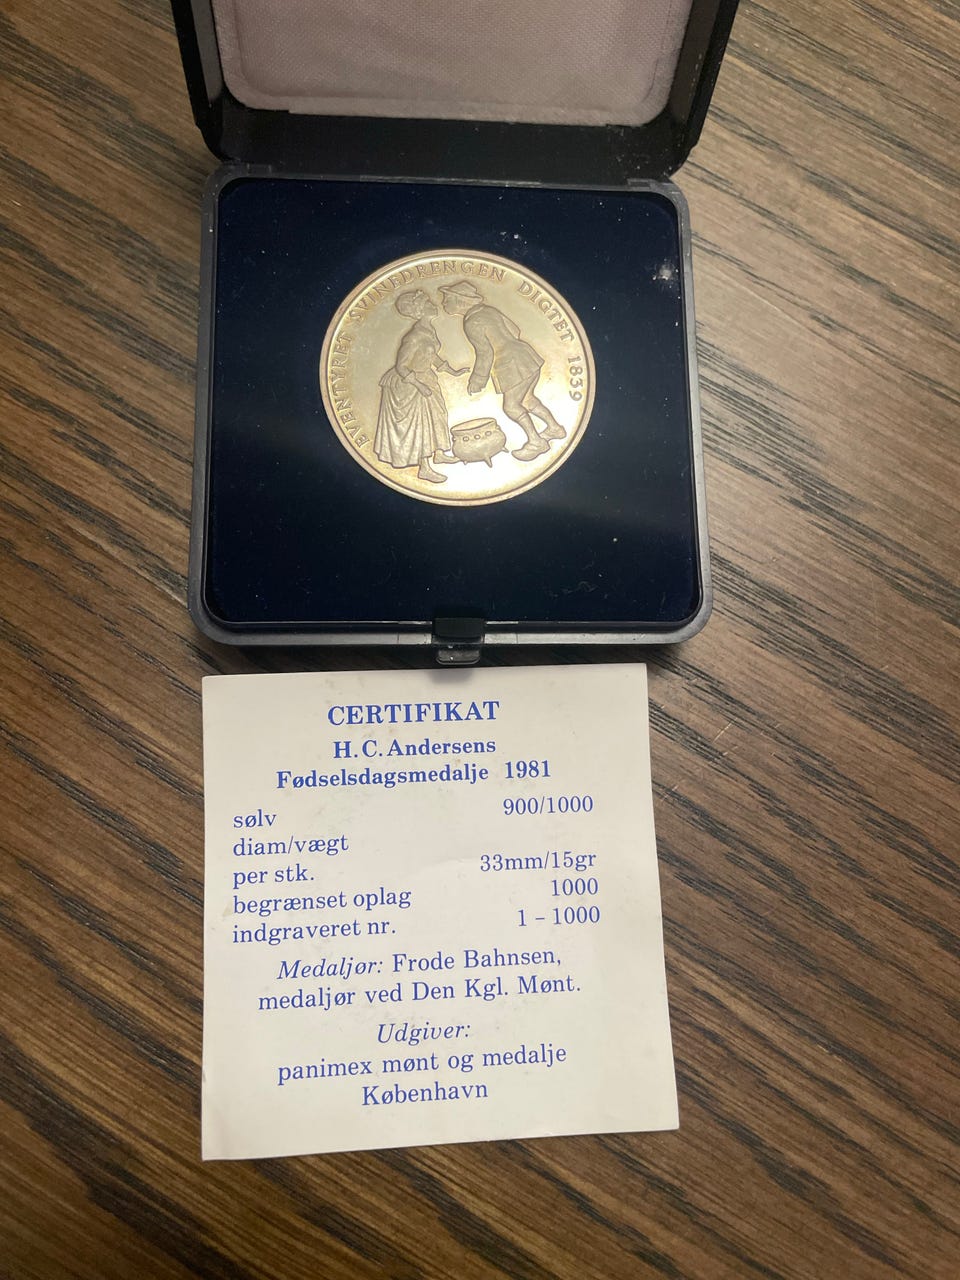 EVENTYRET SVINEDRENGEN DIGTET 1839
CERTIFIKAT
H.C. Andersens
Fødselsdagsmedalje 1981
sølv 900/1000
diam/vægt
per stk. 33mm/15gr
begrænset oplag 1000
indgraveret nr. 1 – 1000
Medaljør: Frode Bahnsen,
medaljør ved Den Kgl. Mønt.
Udgiver:
panimex mønt og medalje
København